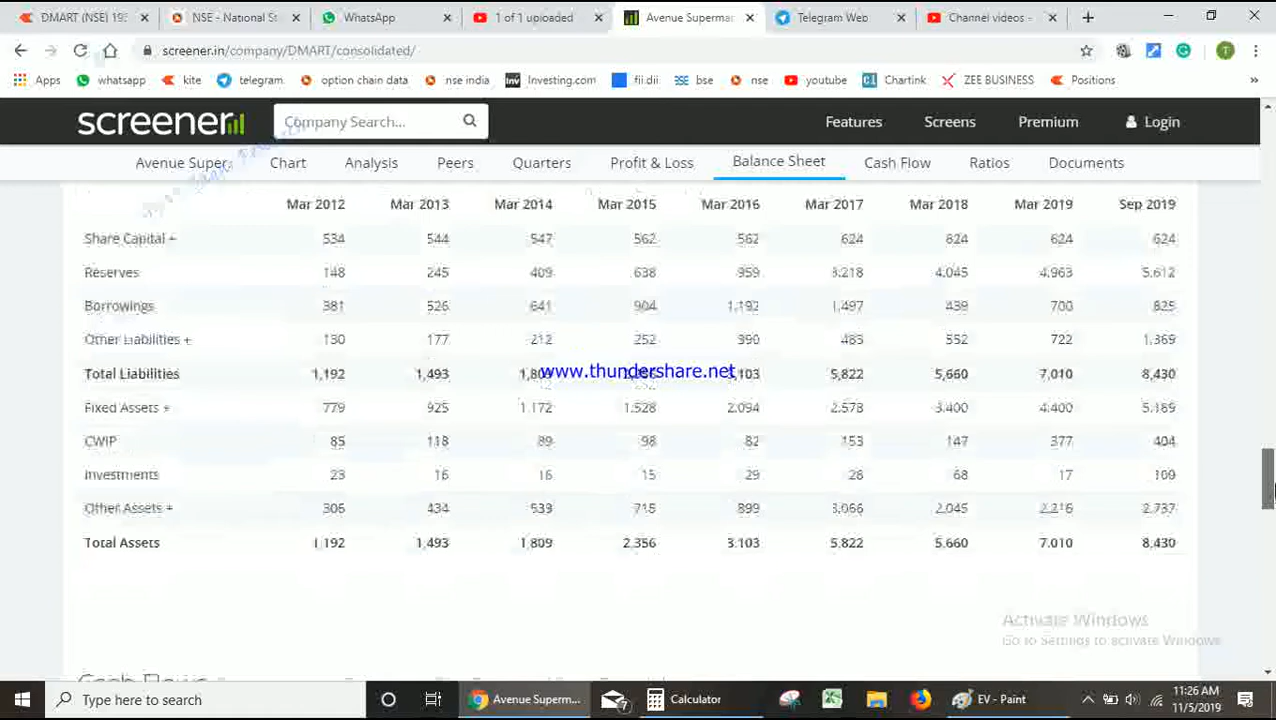 DMART (NSE) 195
NSE - National St
WhatsApp
1 of 1 uploaded
Avenue Supermar
Telegram Web
Channel videos -
screener.in/company/DMART/consolidated/
T
Apps
whatsapp
kite
telegram
option chain data
nse india
Inv
Investing.com
fii.dii
bse
nse
youtube
Chartink
ZEE BUSINESS
Positions
»
screener
Company Search...
Features
Screens
Premium
Login
Avenue Super.
Chart
Analysis
Peers
Quarters
Profit & Loss
Balance Sheet
Cash Flow
Ratios
Documents
Mar 2012 Mar 2013 Mar 2014 Mar 2015 Mar 2016 Mar 2017 Mar 2018 Mar 2019 Sep 2019
Share Capital + 534 544 547 562 562 624 624 624 624
Reserves 148 245 409 638 959 3,218 4,045 4,963 5,612
Borrowings 381 526 641 904 1,192 1,497 439 700 825
Other Liabilities + 130 177 212 252 390 483 552 722 1,369
Total Liabilities 1,192 1,493 1,809 5,822 5,660 7,010 8,430
www.thundershare.net
Fixed Assets + 779 925 1,172 1,528 2,094 2,578 3,400 4,400
CWIP 85 118 89 98 82 153 147 377 404
Investments 23 16 16 15 29 28 68 17 109
Other Assets + 306 434 533 715 899 3,066 2,045 2,216 2,737
Total Assets 1,192 1,493 1,809 2,356 3,103 5,822 5,660 7,010 8,430
Activate Windows
Go to Settings to activate Windows.
Cash Flows
Type here to search
Avenue Superm...
7
Calculator
EV - Paint
11:26 AM
11/5/2019